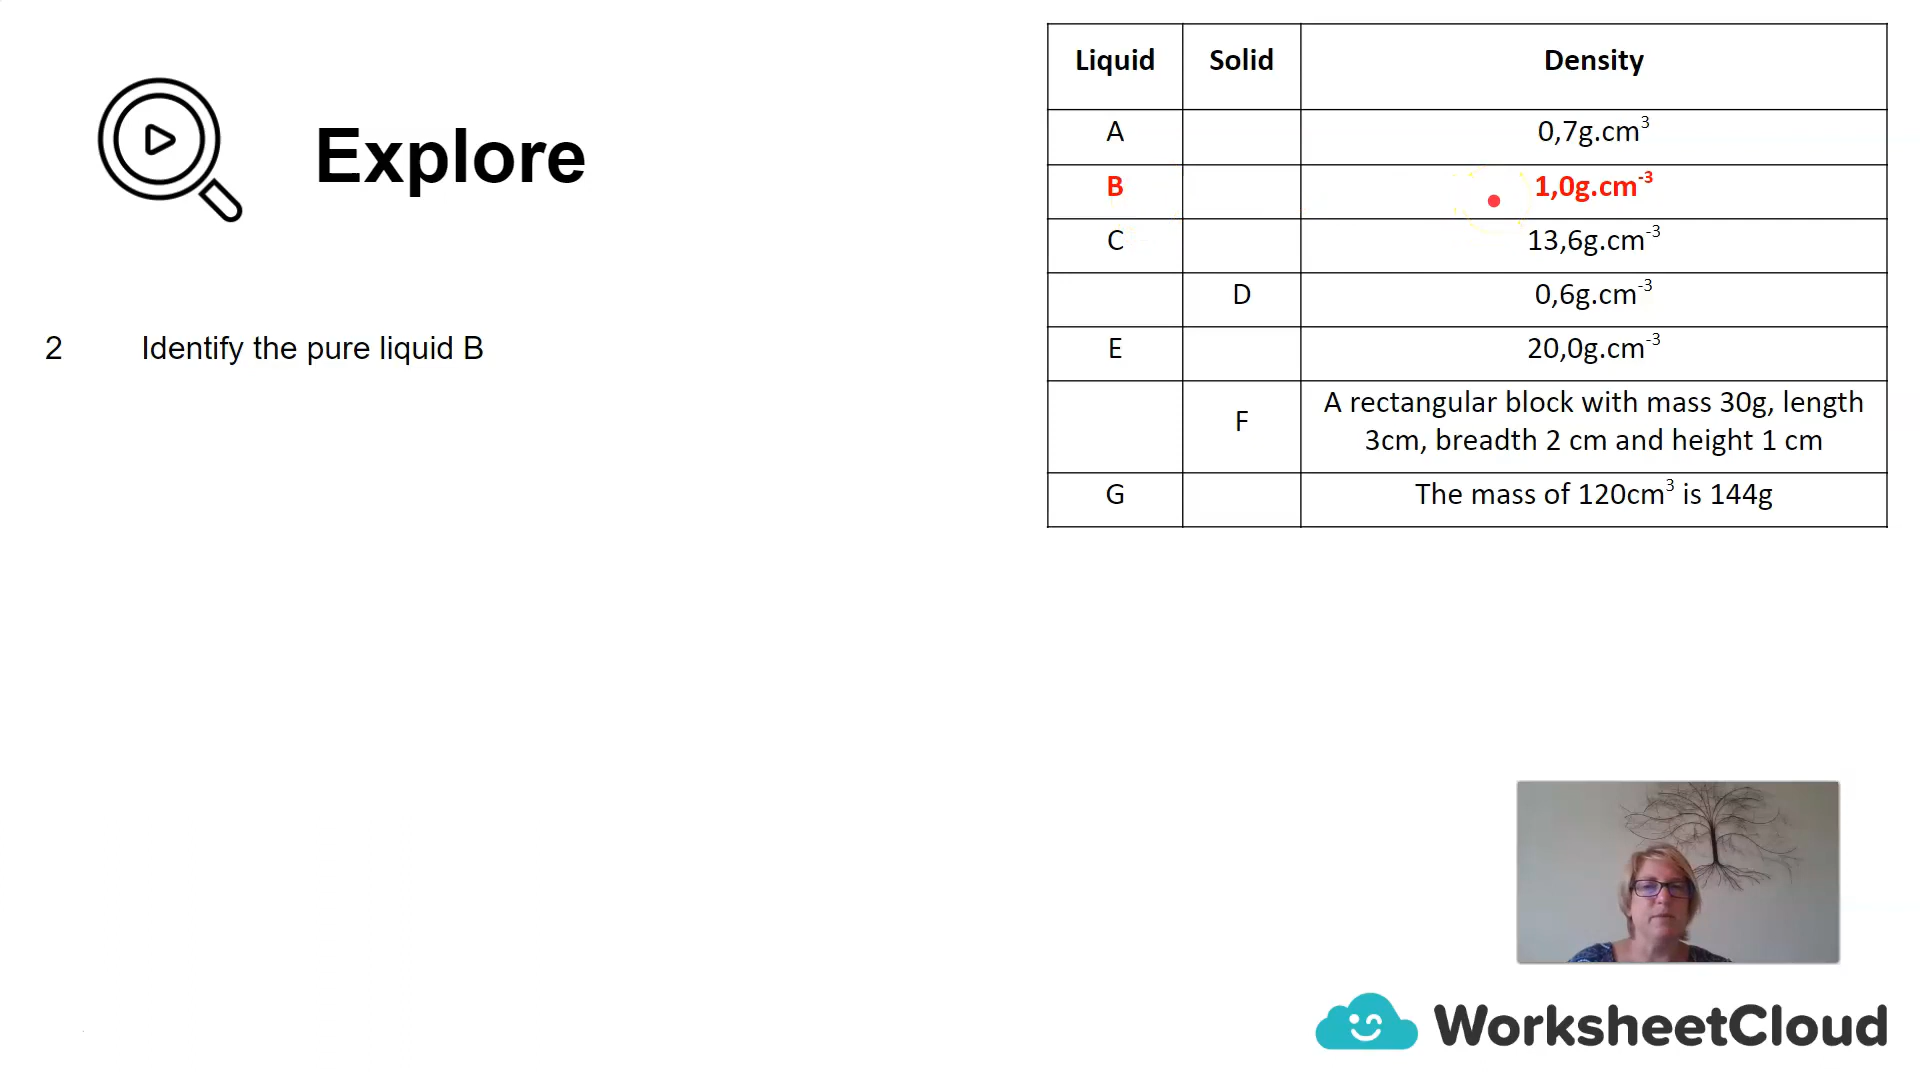 Explore
2 Identify the pure liquid B
Liquid Solid Density
A 0,7g.cm³
B 1,0g.cm⁻³
C 13,6g.cm⁻³
D 0,6g.cm⁻³
E 20,0g.cm⁻³
F A rectangular block with mass 30g, length
3cm, breadth 2 cm and height 1 cm
G The mass of 120cm³ is 144g
WorksheetCloud